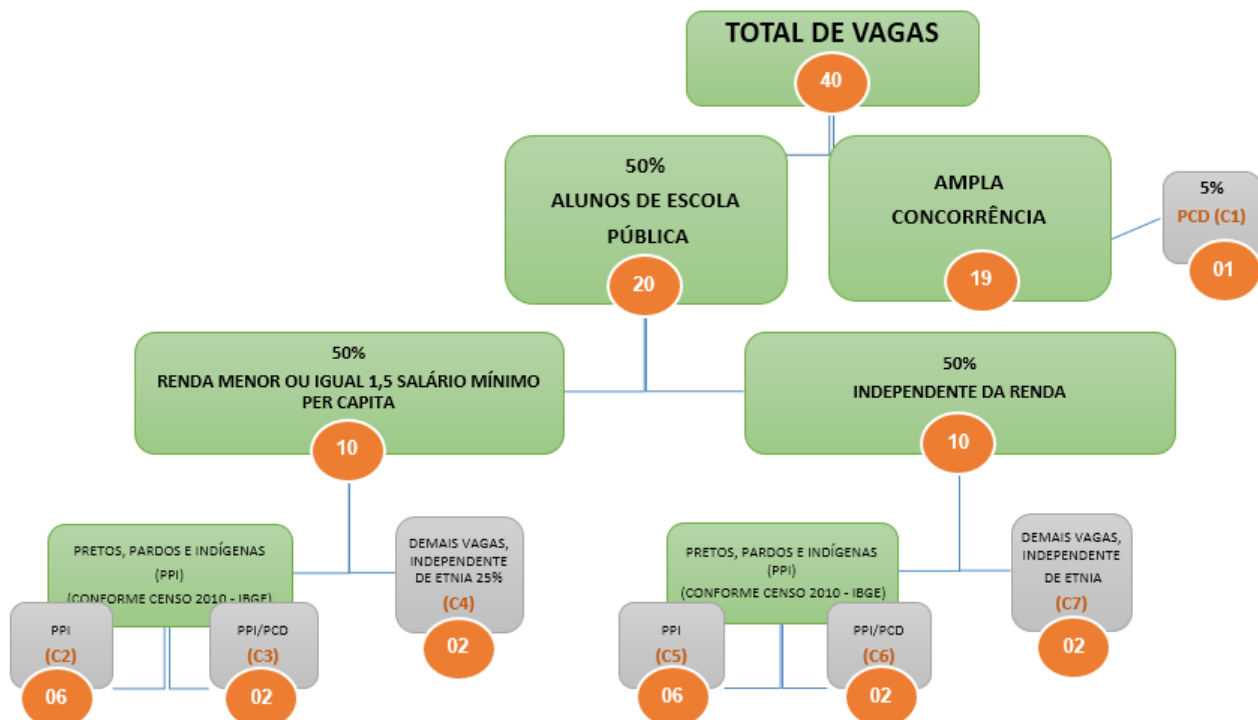 TOTAL DE VAGAS
40
50%
ALUNOS DE ESCOLA
PÚBLICA
20
AMPLA
CONCORRÊNCIA
19
5%
PCD (C1)
01
50%
RENDA MENOR OU IGUAL 1,5 SALÁRIO MÍNIMO
PER CAPITA
10
50%
INDEPENDENTE DA RENDA
10
PRETOS, PARDOS E INDÍGENAS
(PPI)
(CONFORME CENSO 2010 - IBGE)
PPI
(C2)
06
PPI/PCD
(C3)
02
DEMAIS VAGAS,
INDEPENDENTE
DE ETNIA 25%
(C4)
02
PRETOS, PARDOS E INDÍGENAS
(PPI)
(CONFORME CENSO 2010 - IBGE)
PPI
(C5)
06
PPI/PCD
(C6)
02
DEMAIS VAGAS,
INDEPENDENTE
DE ETNIA
(C7)
02